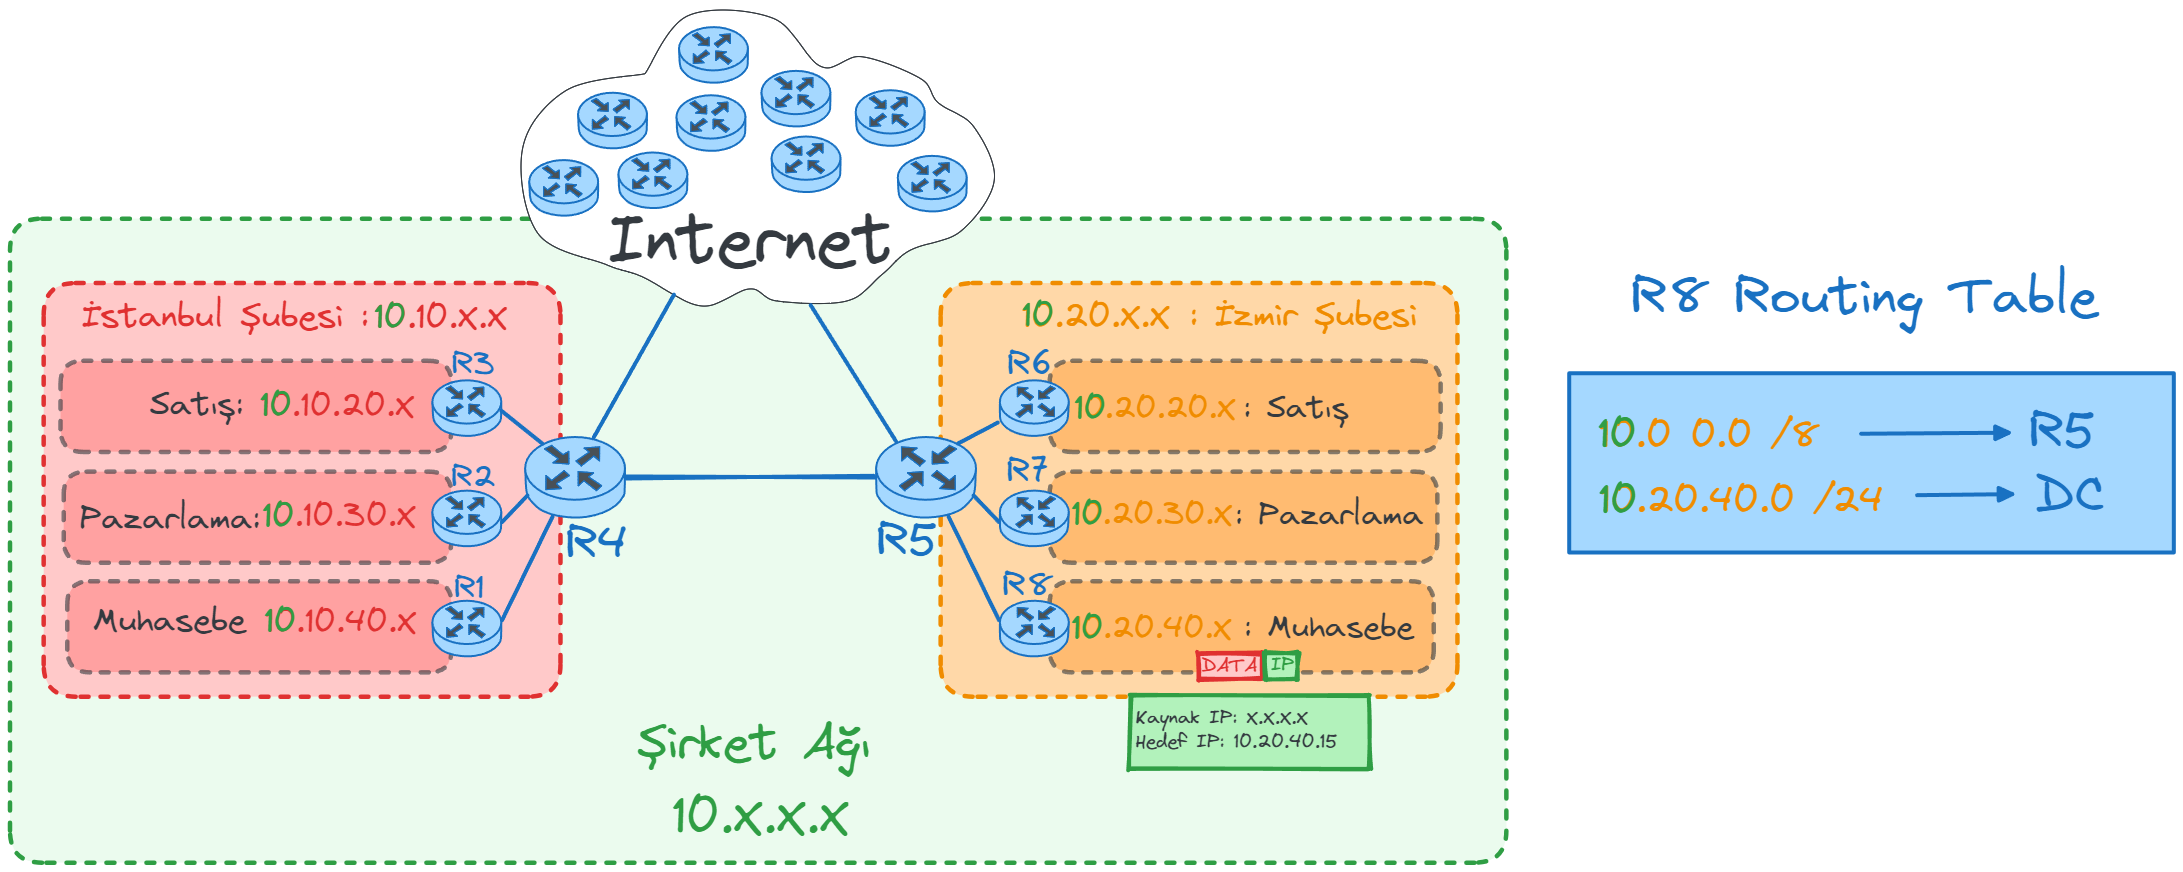 Internet
İstanbul Şubesi :10.10.x.x
R3
Satış: 10.10.20.x
R2
Pazarlama:10.10.30.x
R1
Muhasebe 10.10.40.x
R4
R5
10.20.x.x : İzmir Şubesi
R6
10.20.20.x : Satış
R7
10.20.30.x: Pazarlama
R8
10.20.40.x : Muhasebe
DATA IP
Kaynak IP: x.x.x.x
Hedef IP: 10.20.40.15
Şirket Ağı
10.x.x.x
R8 Routing Table
10.0 0.0 /8 R5
10.20.40.0 /24 DC